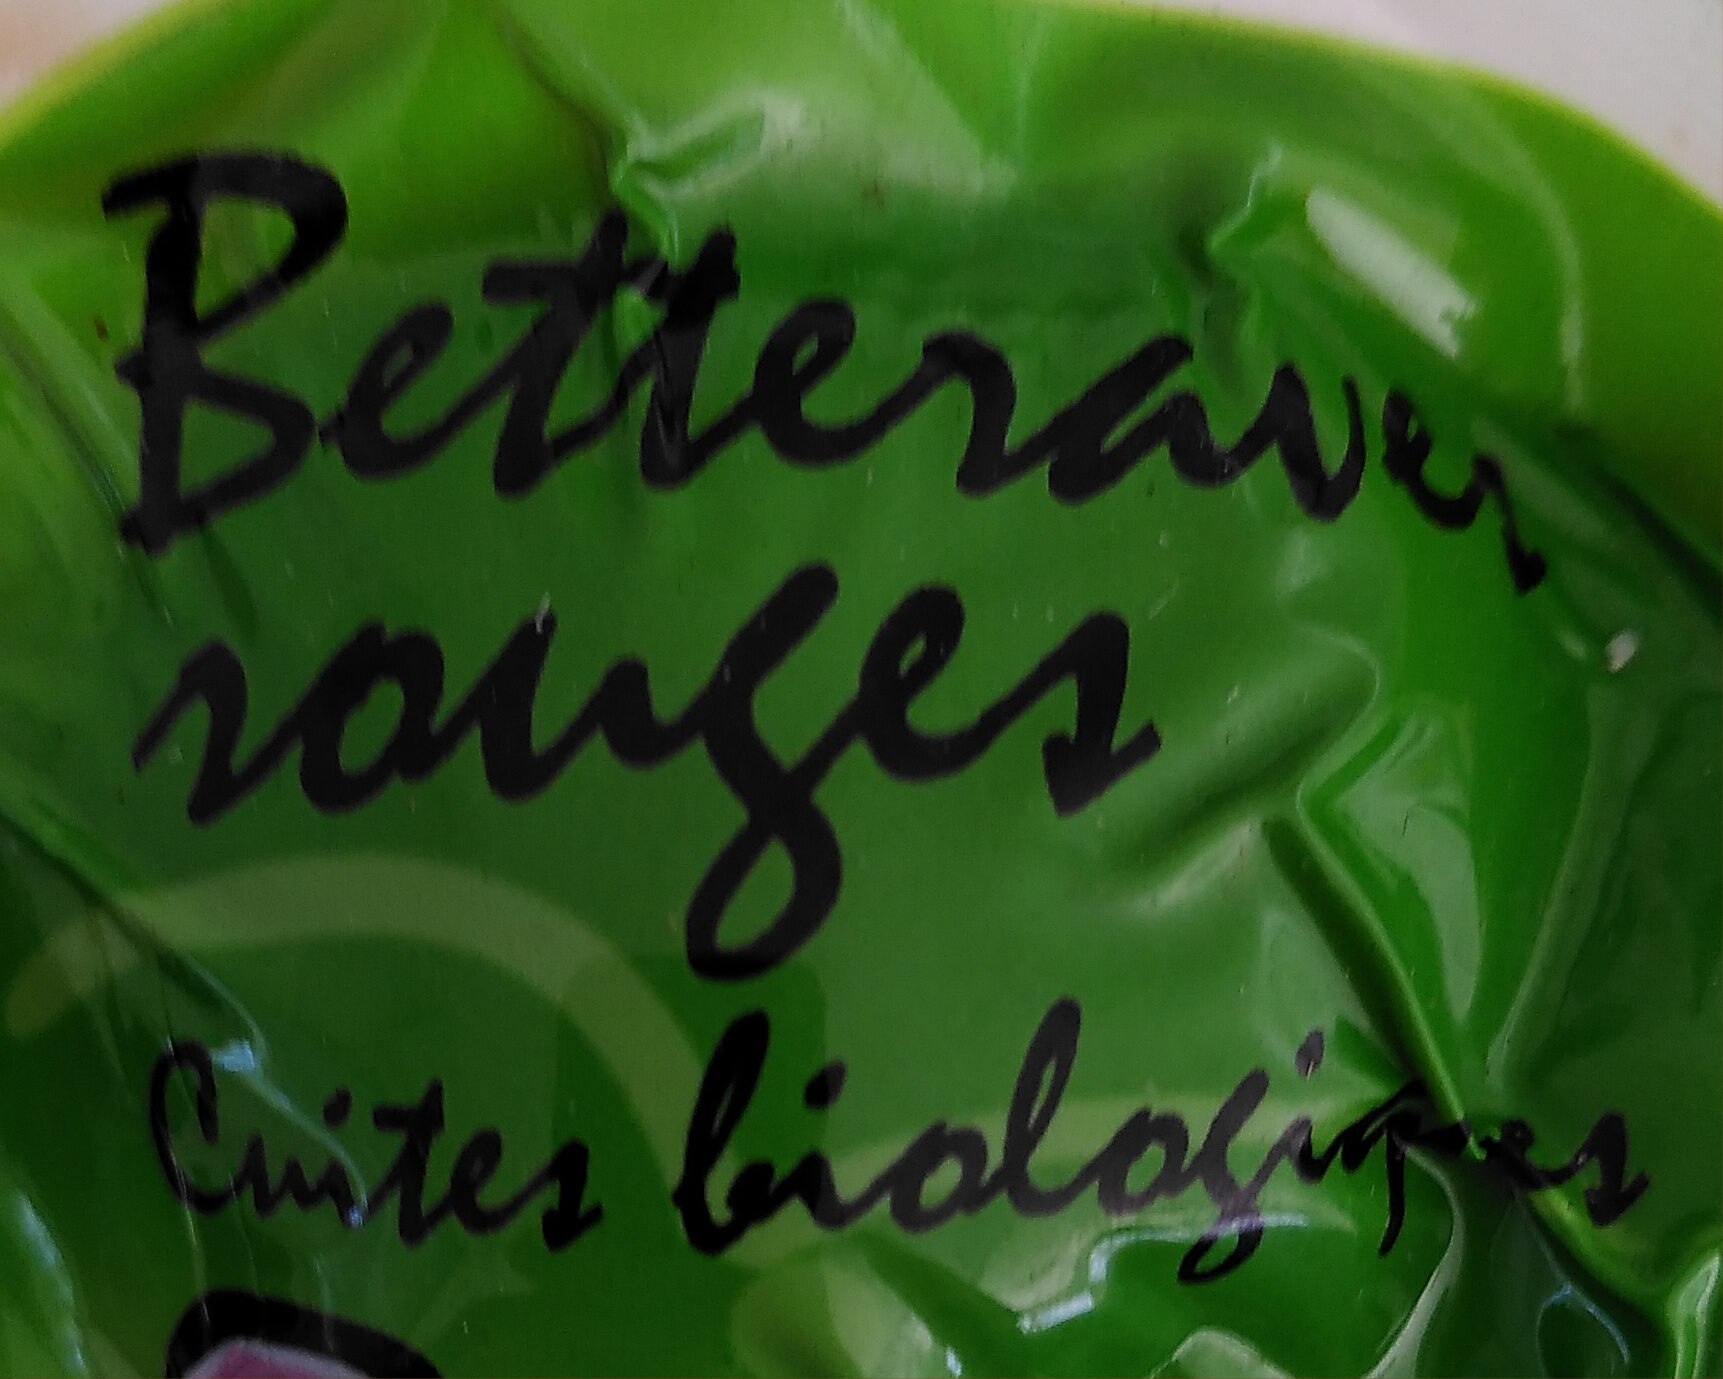 Betteraves
rouges
Cuites biologiques